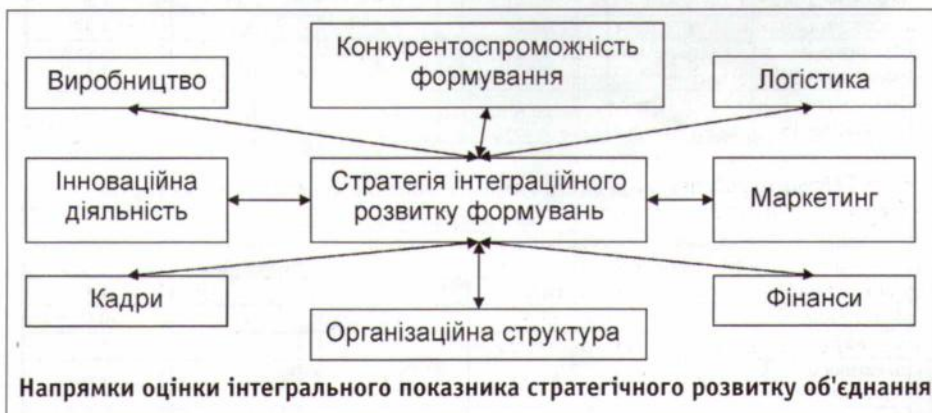 Конкурентоспроможність
формування
Виробництво
Логістика
Інноваційна
діяльність
Стратегія інтеграційного
розвитку формувань
Маркетинг
Кадри
Фінанси
Організаційна структура
Напрямки оцінки інтегрального показника стратегічного розвитку об'єднання